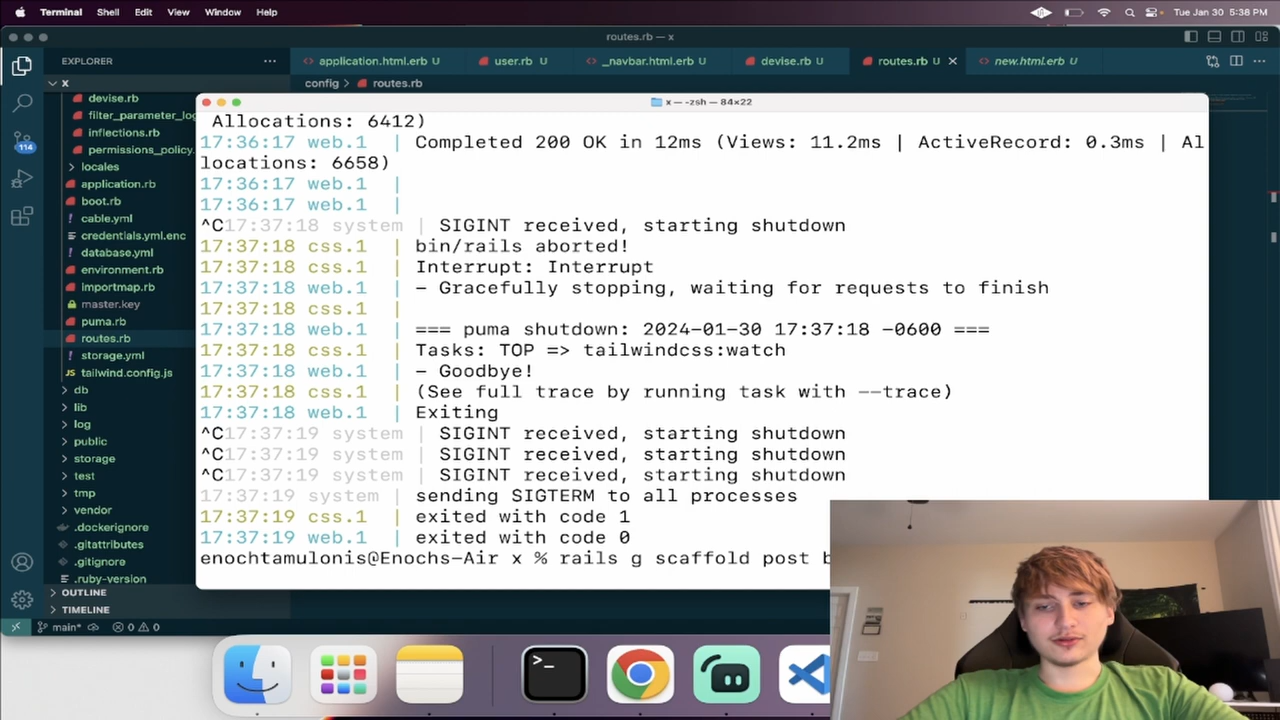 Terminal Shell Edit View Window Help Tue Jan 30 5:38 PM
routes.rb — x
EXPLORER
application.html.erb U user.rb U _navbar.html.erb U devise.rb U routes.rb U new.html.erb U
X
config > routes.rb
devise.rb
filter_parameter_log
inflections.rb
permissions_policy.
locales
application.rb
boot.rb
cable.yml
credentials.yml.enc
database.yml
environment.rb
importmap.rb
master.key
puma.rb
routes.rb
storage.yml
JS tailwind.config.js
db
lib
log
public
storage
test
tmp
vendor
.dockerignore
.gitattributes
.gitignore
.ruby-version
OUTLINE
TIMELINE
114
main* 0 0
x — -zsh — 84×22
Allocations: 6412)
17:36:17 web.1 | Completed 200 OK in 12ms (Views: 11.2ms | ActiveRecord: 0.3ms | Al
locations: 6658)
17:36:17 web.1 |
17:36:17 web.1 |
^C17:37:18 system | SIGINT received, starting shutdown
17:37:18 css.1 | bin/rails aborted!
17:37:18 css.1 | Interrupt: Interrupt
17:37:18 web.1 | - Gracefully stopping, waiting for requests to finish
17:37:18 css.1 |
17:37:18 web.1 | === puma shutdown: 2024-01-30 17:37:18 -0600 ===
17:37:18 css.1 | Tasks: TOP => tailwindcss:watch
17:37:18 web.1 | - Goodbye!
17:37:18 css.1 | (See full trace by running task with --trace)
17:37:18 web.1 | Exiting
^C17:37:19 system | SIGINT received, starting shutdown
^C17:37:19 system | SIGINT received, starting shutdown
^C17:37:19 system | SIGINT received, starting shutdown
17:37:19 system | sending SIGTERM to all processes
17:37:19 css.1 | exited with code 1
17:37:19 web.1 | exited with code 0
enochtamulonis@Enochs-Air x % rails g scaffold post b